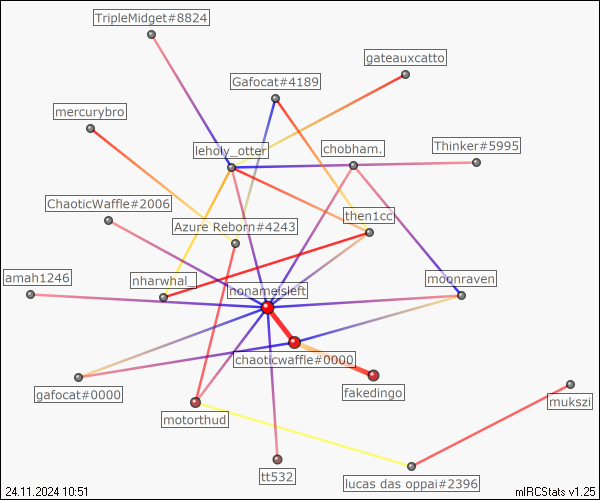 TripleMidget#8824
gateauxcatto
Gafocat#4189
mercurybro
leholy_otter
chobham.
Thinker#5995
ChaoticWaffle#2006
then1cc
Azure Reborn#4243
amah1246
nharwhal_
nonameisleft
moonraven
chaoticwaffle#0000
gafocat#0000
fakedingo
mukszi
motorthud
tt532
lucas das oppai#2396
24.11.2024 10:51
mIRCStats v1.25